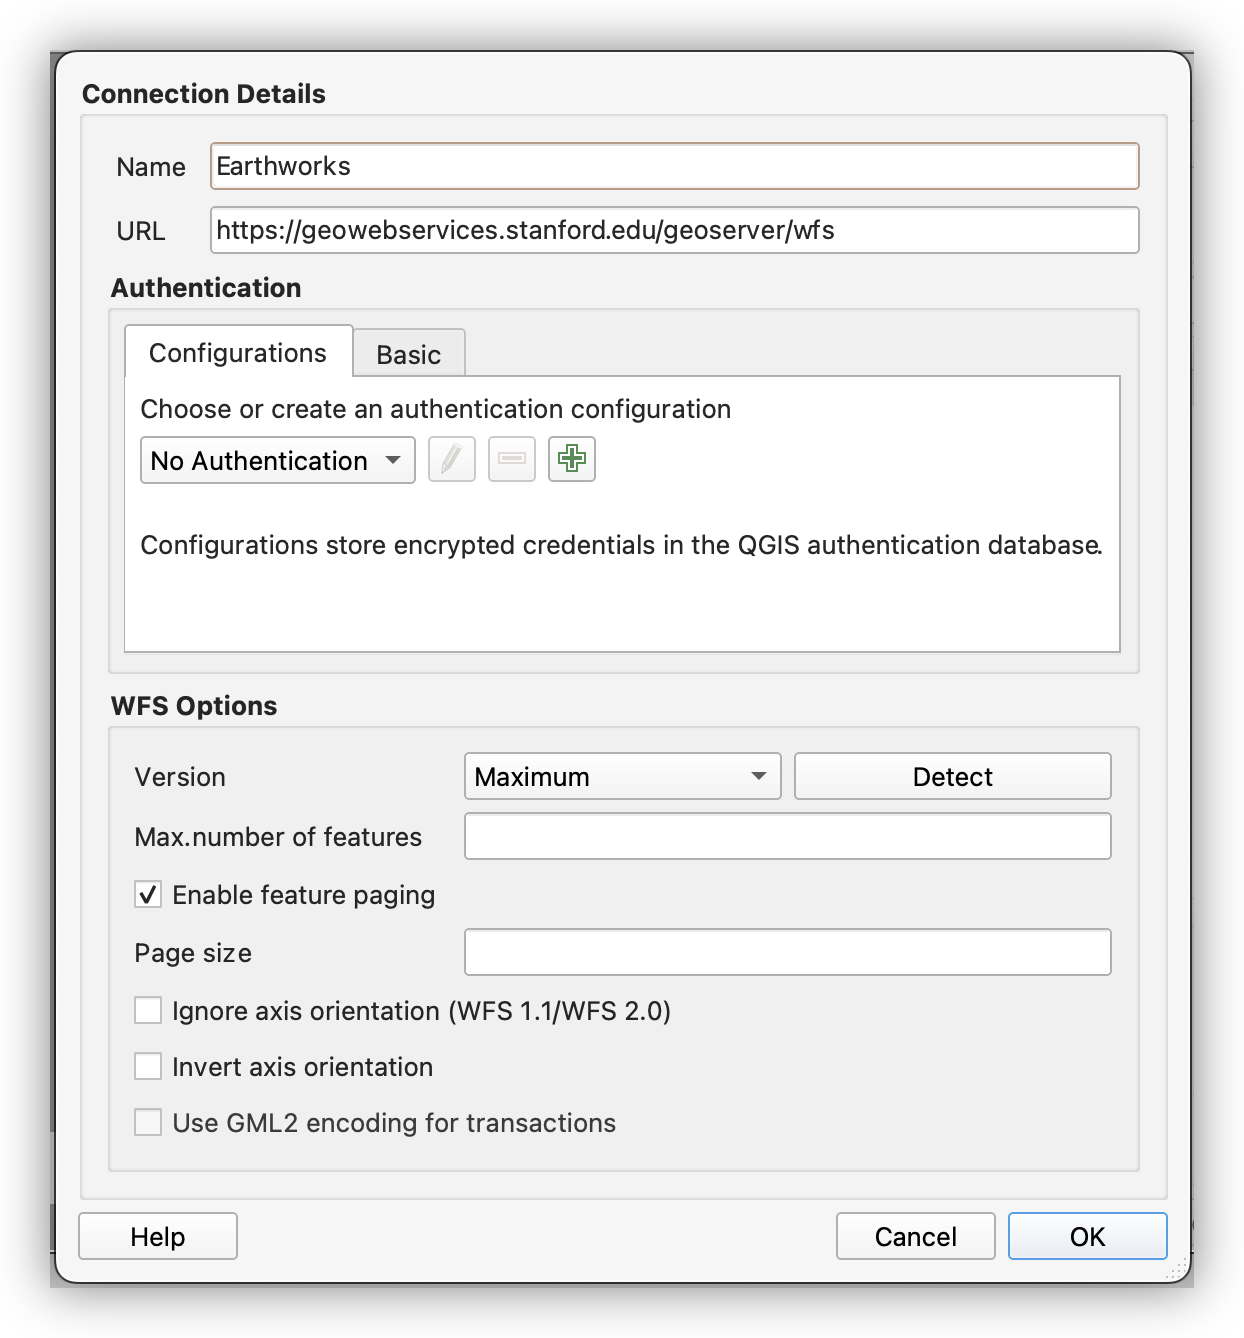 Connection Details
Name Earthworks
URL https://geowebservices.stanford.edu/geoserver/wfs
Authentication
Configurations Basic
Choose or create an authentication configuration
No Authentication
Configurations store encrypted credentials in the QGIS authentication database.
WFS Options
Version Maximum Detect
Max.number of features
Enable feature paging
Page size
Ignore axis orientation (WFS 1.1/WFS 2.0)
Invert axis orientation
Use GML2 encoding for transactions
Help Cancel OK